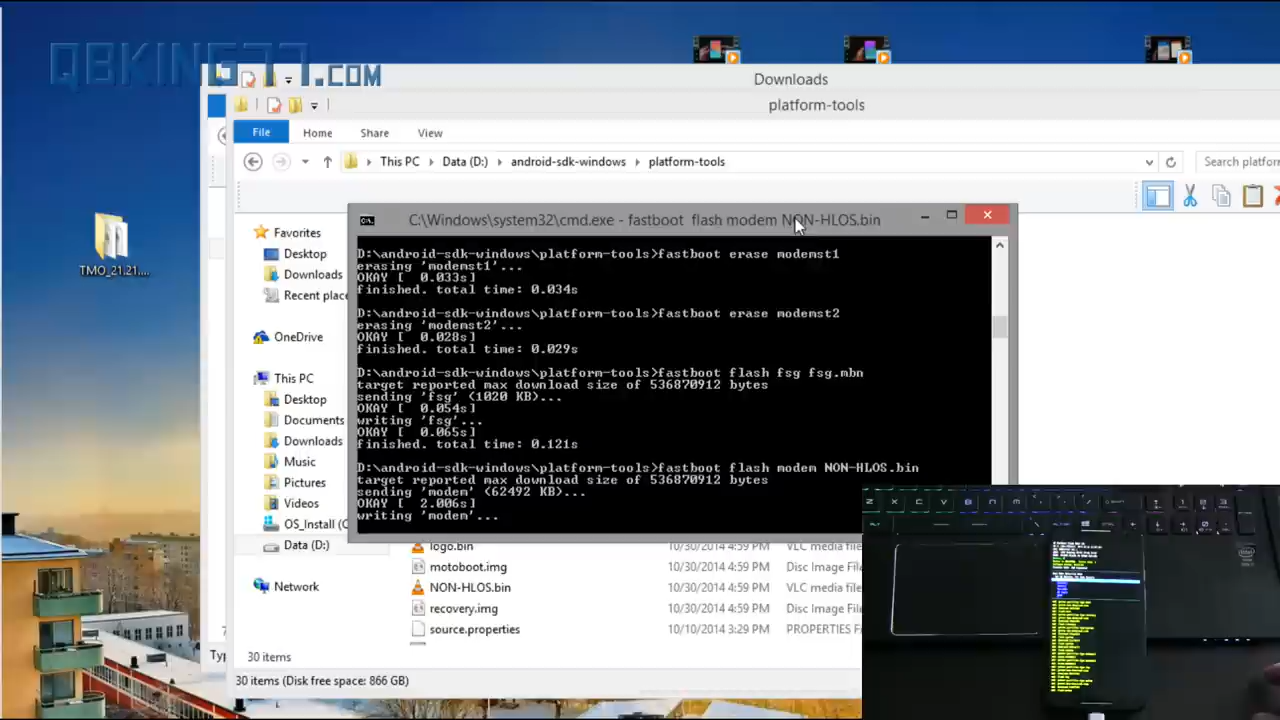 QBKING77.COM
Downloads
platform-tools
File Home Share View
This PC Data (D:) android-sdk-windows platform-tools Search platfor
Favorites
Desktop
Downloads
Recent place
OneDrive
This PC
Desktop
Documents
Downloads
Music
Pictures
Videos
OS_Install (C
Data (D:)
Network
TMO_21.21....
C:\Windows\system32\cmd.exe - fastboot flash modem NON-HLOS.bin
D:\android-sdk-windows\platform-tools>fastboot erase modemst1
erasing 'modemst1'...
OKAY [ 0.033s]
finished. total time: 0.034s
D:\android-sdk-windows\platform-tools>fastboot erase modemst2
erasing 'modemst2'...
OKAY [ 0.028s]
finished. total time: 0.029s
D:\android-sdk-windows\platform-tools>fastboot flash fsg fsg.mbn
target reported max download size of 536870912 bytes
sending 'fsg' (1020 KB)...
OKAY [ 0.054s]
writing 'fsg'...
OKAY [ 0.065s]
finished. total time: 0.121s
D:\android-sdk-windows\platform-tools>fastboot flash modem NON-HLOS.bin
target reported max download size of 536870912 bytes
sending 'modem' (62492 KB)...
OKAY [ 2.006s]
writing 'modem'...
logo.bin 10/30/2014 4:59 PM VLC media file
motoboot.img 10/30/2014 4:59 PM Disc Image File
NON-HLOS.bin 10/30/2014 4:59 PM VLC media file
recovery.img 10/30/2014 4:59 PM Disc Image File
source.properties 10/10/2014 3:29 PM PROPERTIES FI
Typ
30 items
30 items (Disk free space: 895 GB)
Z X C V B N M